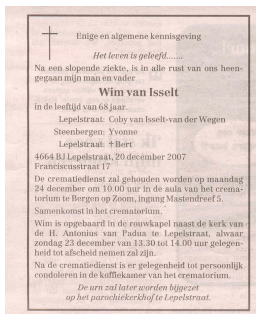 Enige en algemene kennisgeving
Het leven is geleefd.......
Na een slopende ziekte, is in alle rust van ons heen-
gegaan mijn man en vader
Wim van Isselt
in de leeftijd van 68 jaar.
Lepelstraat: Coby van Isselt-van der Wegen
Steenbergen: Yvonne
Lepelstraat: †Bert
4664 BJ Lepelstraat, 20 december 2007
Franciscusstraat 17
De crematiedienst zal gehouden worden op maandag
24 december om 10.00 uur in de aula van het crema-
torium te Bergen op Zoom, ingang Mastendreef 5.
Samenkomst in het crematorium.
Wim is opgebaard in de rouwkapel naast de kerk van
de H. Antonius van Padua te Lepelstraat, alwaar
zondag 23 december van 13.30 tot 14.00 uur gelegen-
heid tot afscheid nemen zal zijn.
Na de crematiedienst is er gelegenheid tot persoonlijk
condoleren in de koffiekamer van het crematorium.
De urn zal later worden bijgezet
op het parochiekerkhof te Lepelstraat.